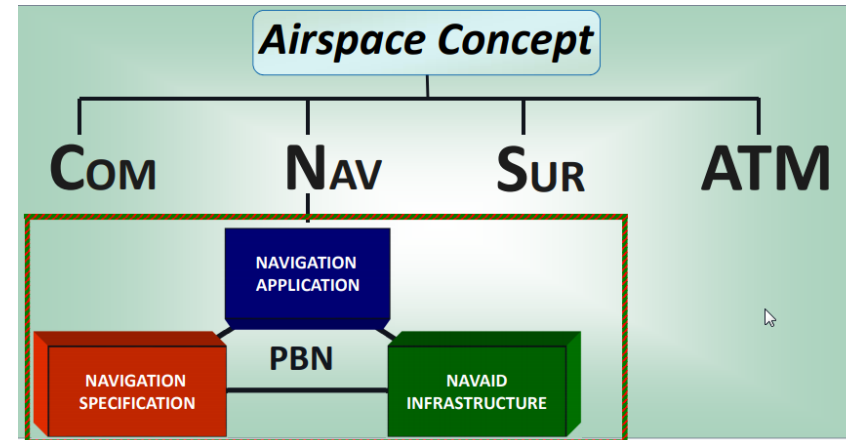 Airspace Concept
COM NAV SUR ATM
NAVIGATION
APPLICATION
PBN
NAVIGATION
SPECIFICATION
NAVAID
INFRASTRUCTURE